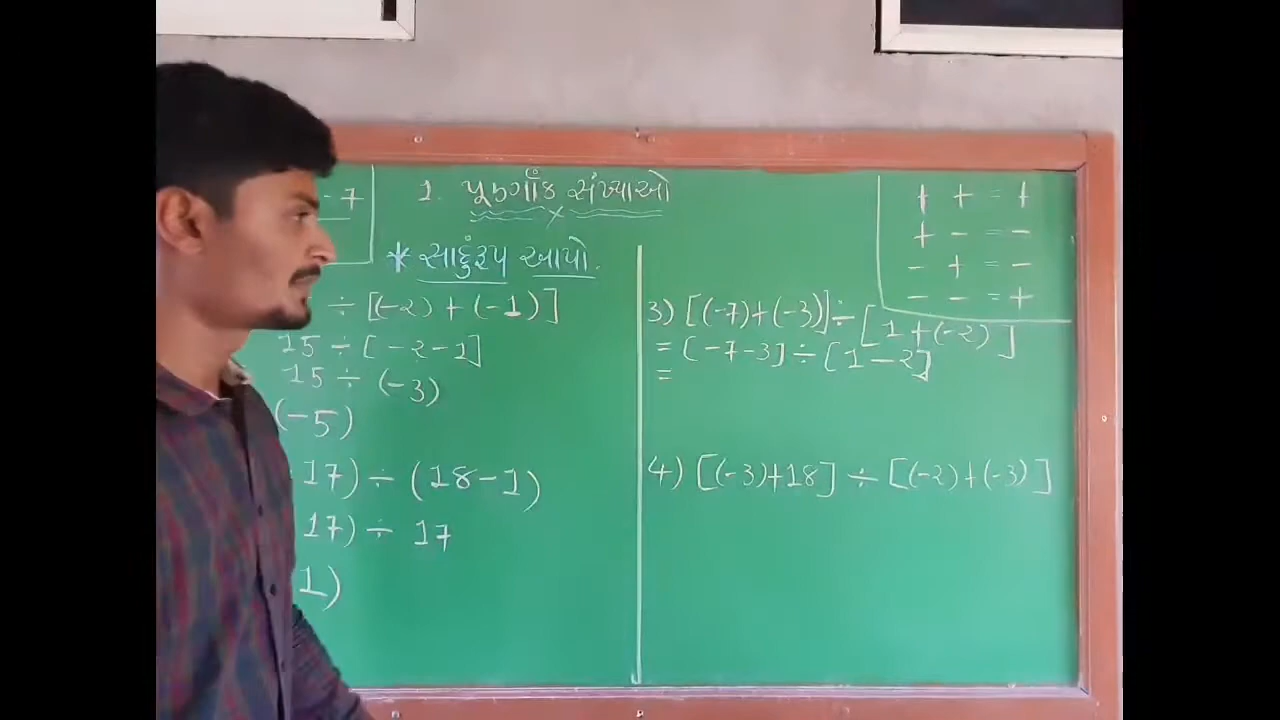 - 7
1. પૂર્ણાંક સંખ્યાઓ
* સાદુંરૂપ આપો.
÷ [(-2) + (-1)]
15 ÷ [-2-1]
15 ÷ (-3)
(-5)
17) ÷ (18-1)
17) ÷ 17
1)
+ + = +
+ - = -
- + = -
- - = +
3) [(-7)+(-3)] ÷ [1+(-2)]
= [-7-3] ÷ [1-2]
=
4) [(-3)+18] ÷ [(-2)+(-3)]